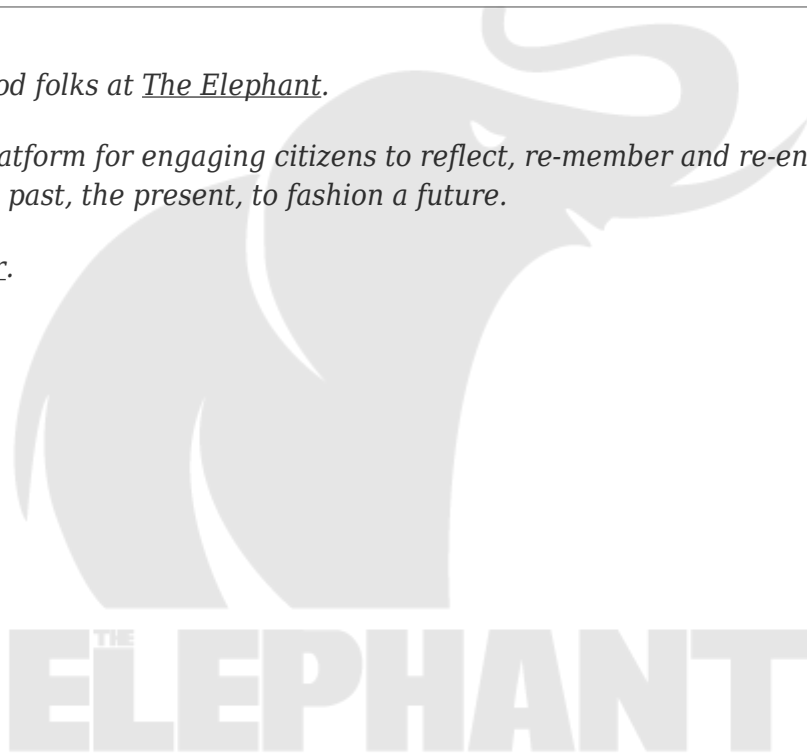 od folks at The Elephant.
atform for engaging citizens to reflect, re-member and re-en
past, the present, to fashion a future.
r.
THE
ELEPHANT